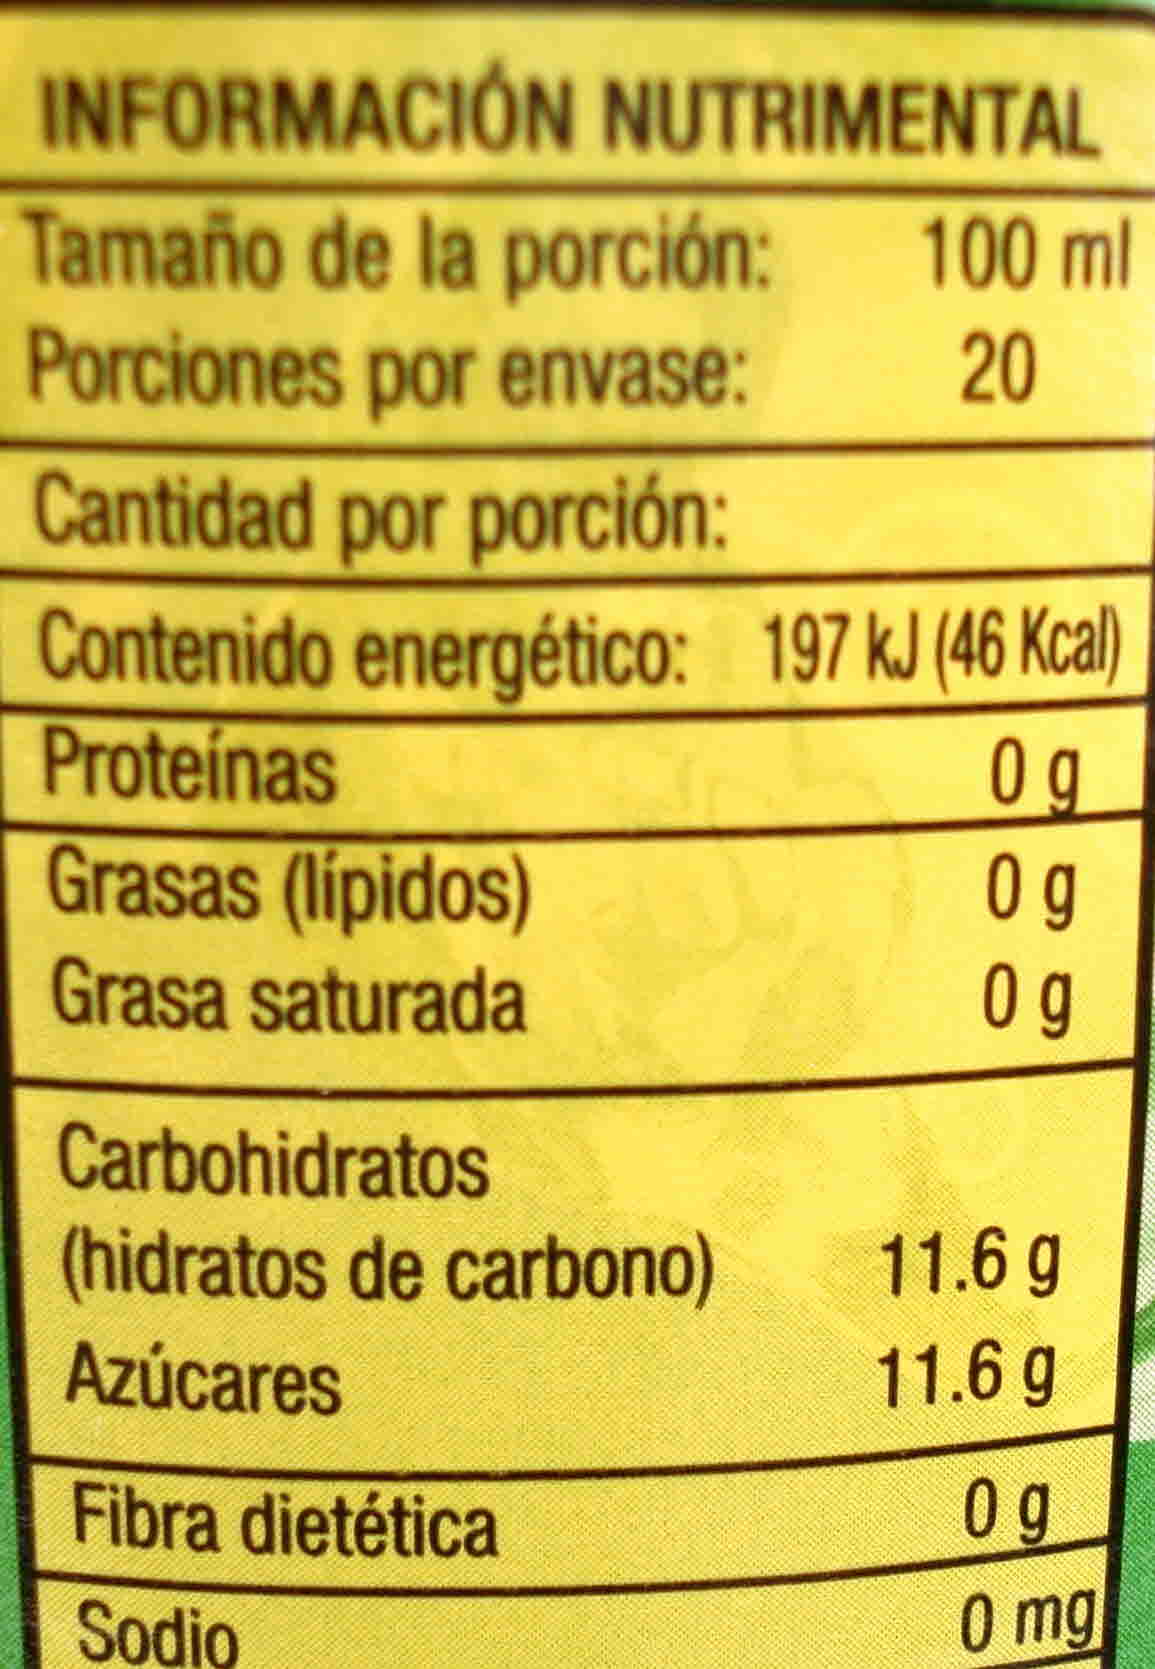 INFORMACIÓN NUTRIMENTAL
Tamaño de la porción: 100 ml
Porciones por envase: 20
Cantidad por porción:
Contenido energético: 197 kJ (46 Kcal)
Proteínas 0 g
Grasas (lípidos) 0 g
Grasa saturada 0 g
Carbohidratos
(hidratos de carbono) 11.6 g
Azúcares 11.6 g
Fibra dietética 0 g
Sodio 0 mg